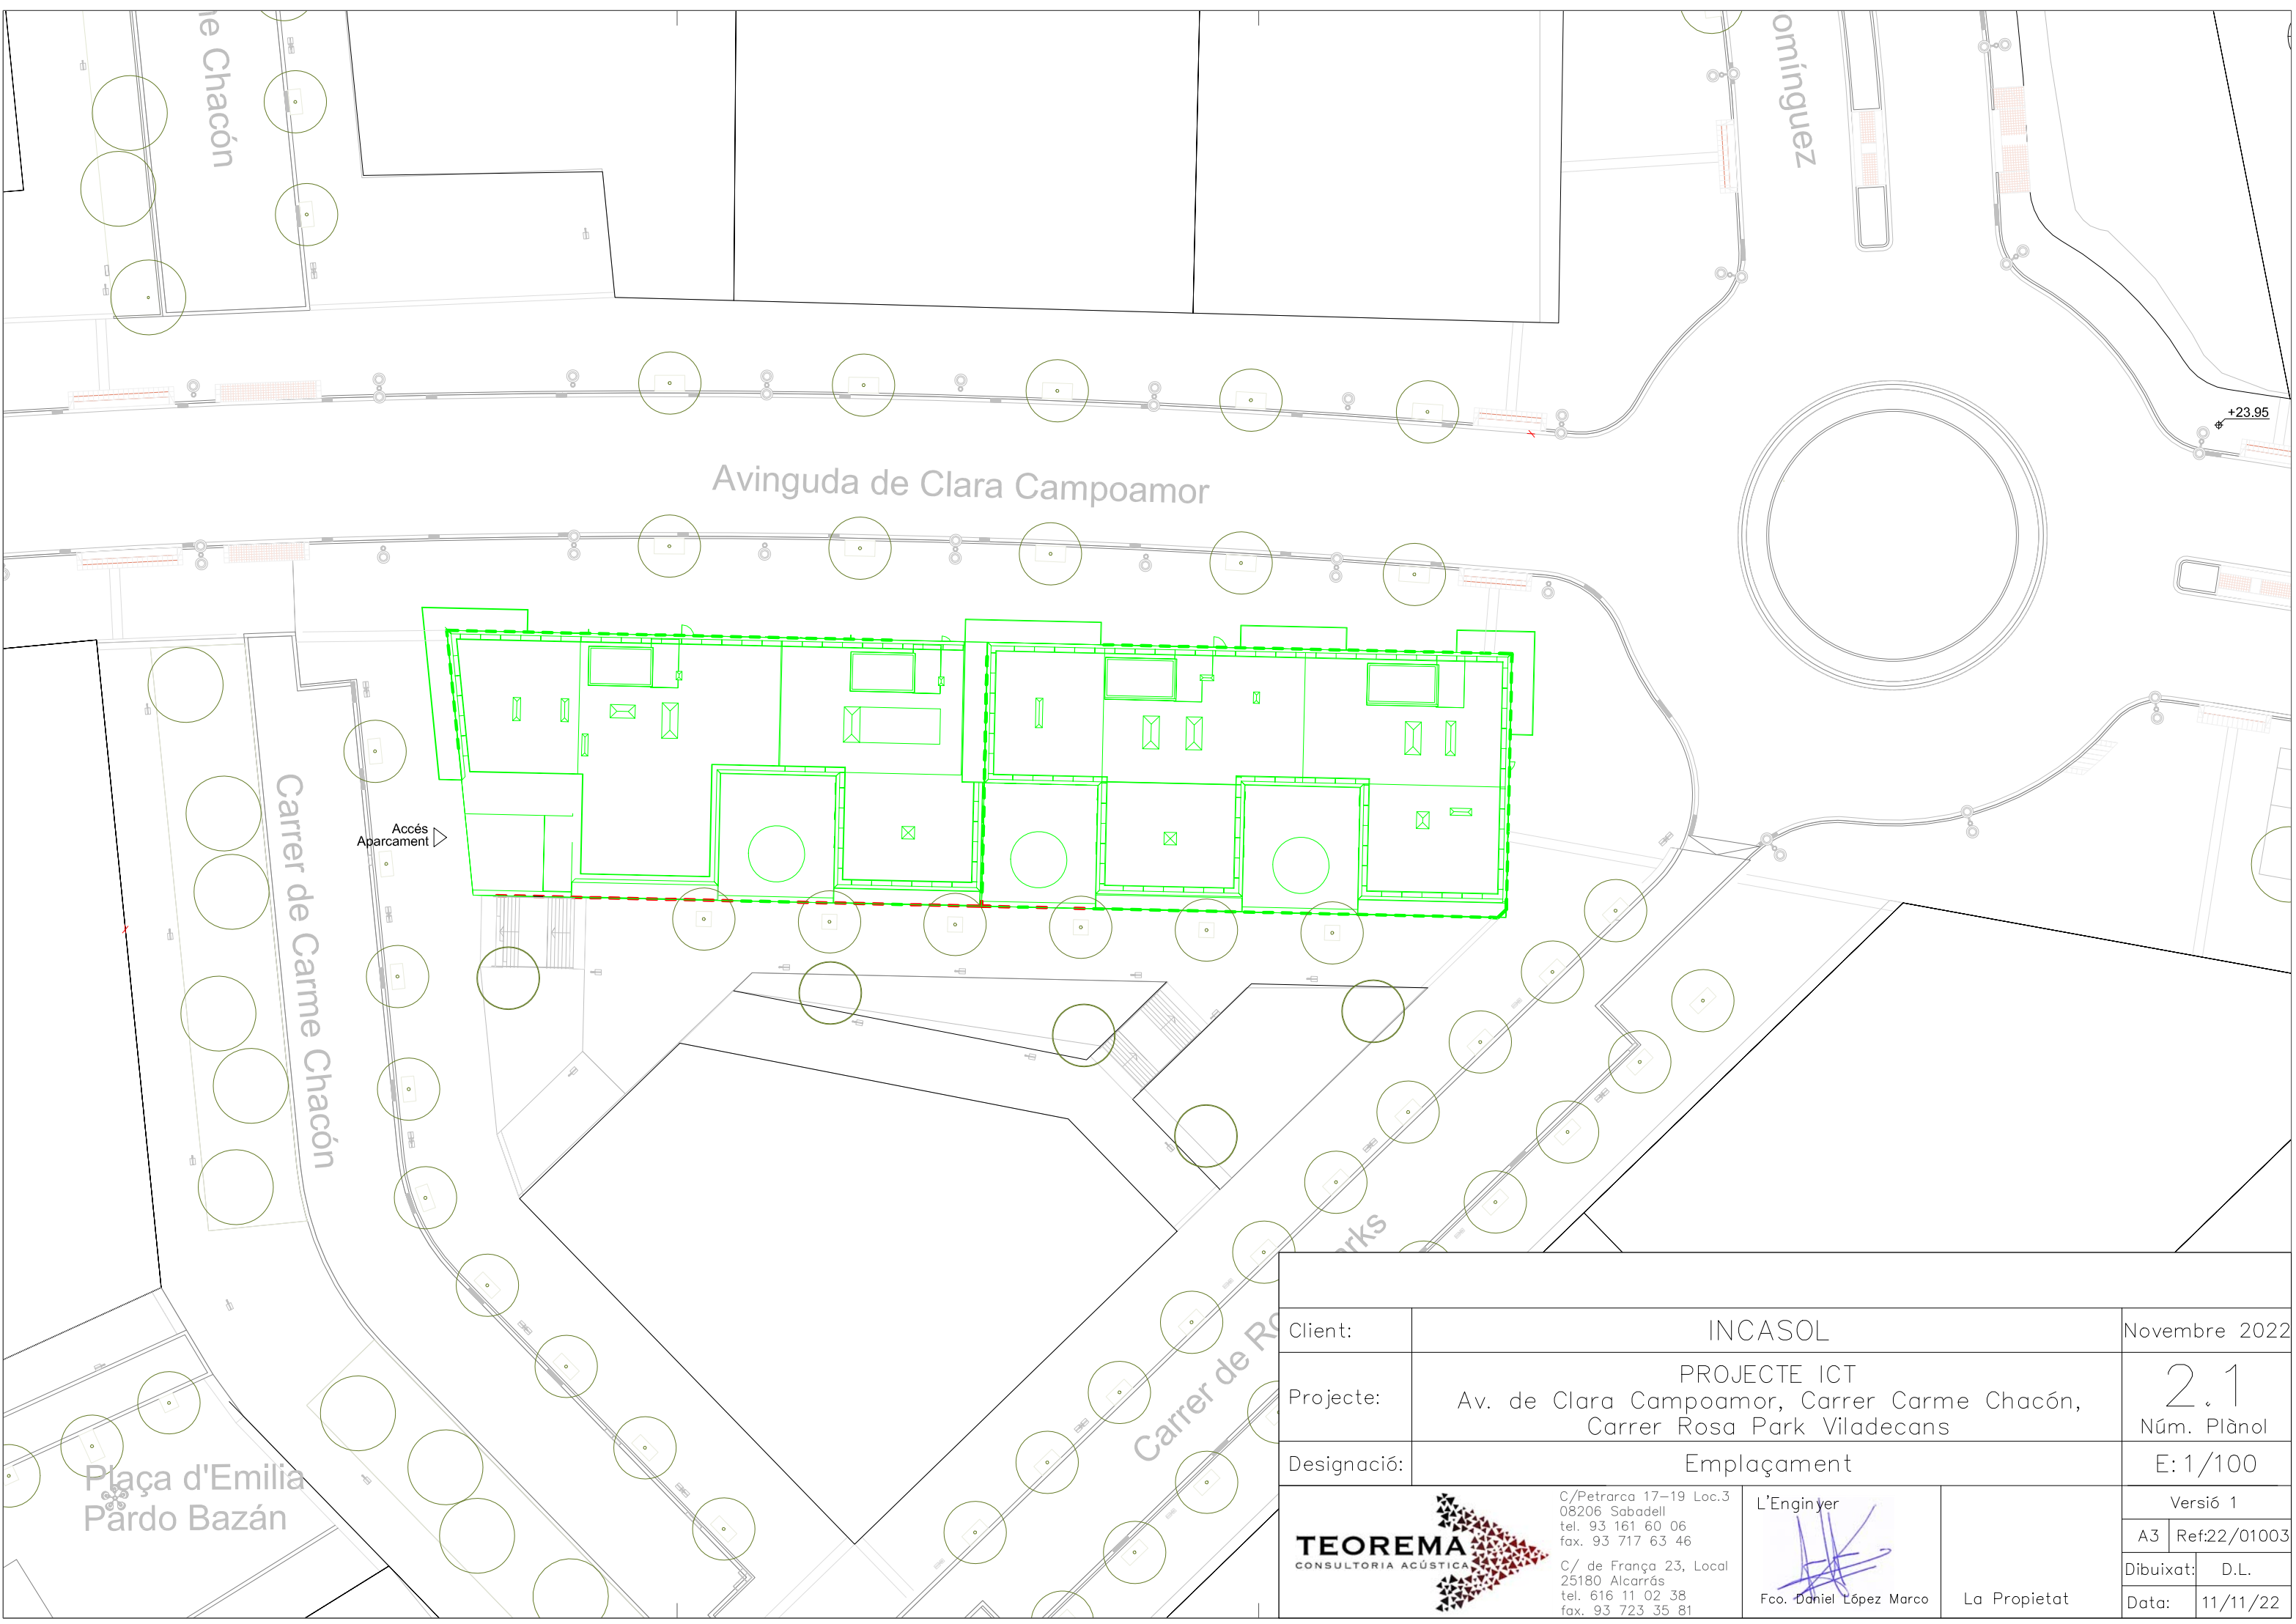 ne Chacón
omínguez
+23.95
Avinguda de Clara Campoamor
Accés
Aparcament
Carrer de Carme Chacón
Carrer de Ro
rks
Plaça d'Emilia
Pardo Bazán
Client:
INCASOL
Novembre 2022
Projecte:
PROJECTE ICT
Av. de Clara Campoamor, Carrer Carme Chacón,
Carrer Rosa Park Viladecans
2.1
Núm. Plànol
Designació:
Emplaçament
E: 1/100
TEOREMA
CONSULTORIA ACÚSTICA
C/Petrarca 17-19 Loc.3
08206 Sabadell
tel. 93 161 60 06
fax. 93 717 63 46
C/ de França 23, Local
25180 Alcarrás
tel. 616 11 02 38
fax. 93 723 35 81
L'Enginyer
Fco. Daniel López Marco
La Propietat
Versió 1
A3 Ref:22/01003
Dibuixat: D.L.
Data: 11/11/22